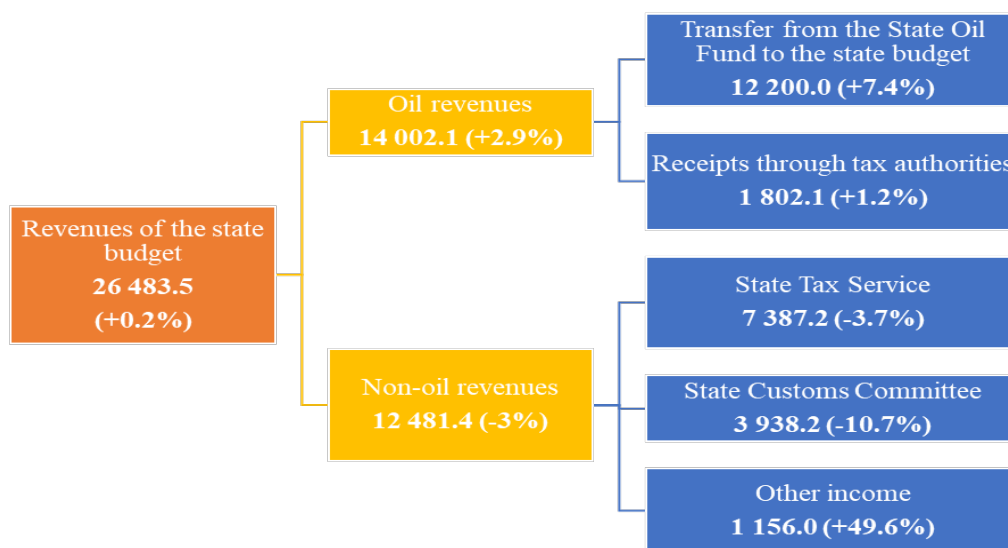 Revenues of the state
budget
26 483.5
(+0.2%)
Oil revenues
14 002.1 (+2.9%)
Transfer from the State Oil
Fund to the state budget
12 200.0 (+7.4%)
Receipts through tax authorities
1 802.1 (+1.2%)
Non-oil revenues
12 481.4 (-3%)
State Tax Service
7 387.2 (-3.7%)
State Customs Committee
3 938.2 (-10.7%)
Other income
1 156.0 (+49.6%)